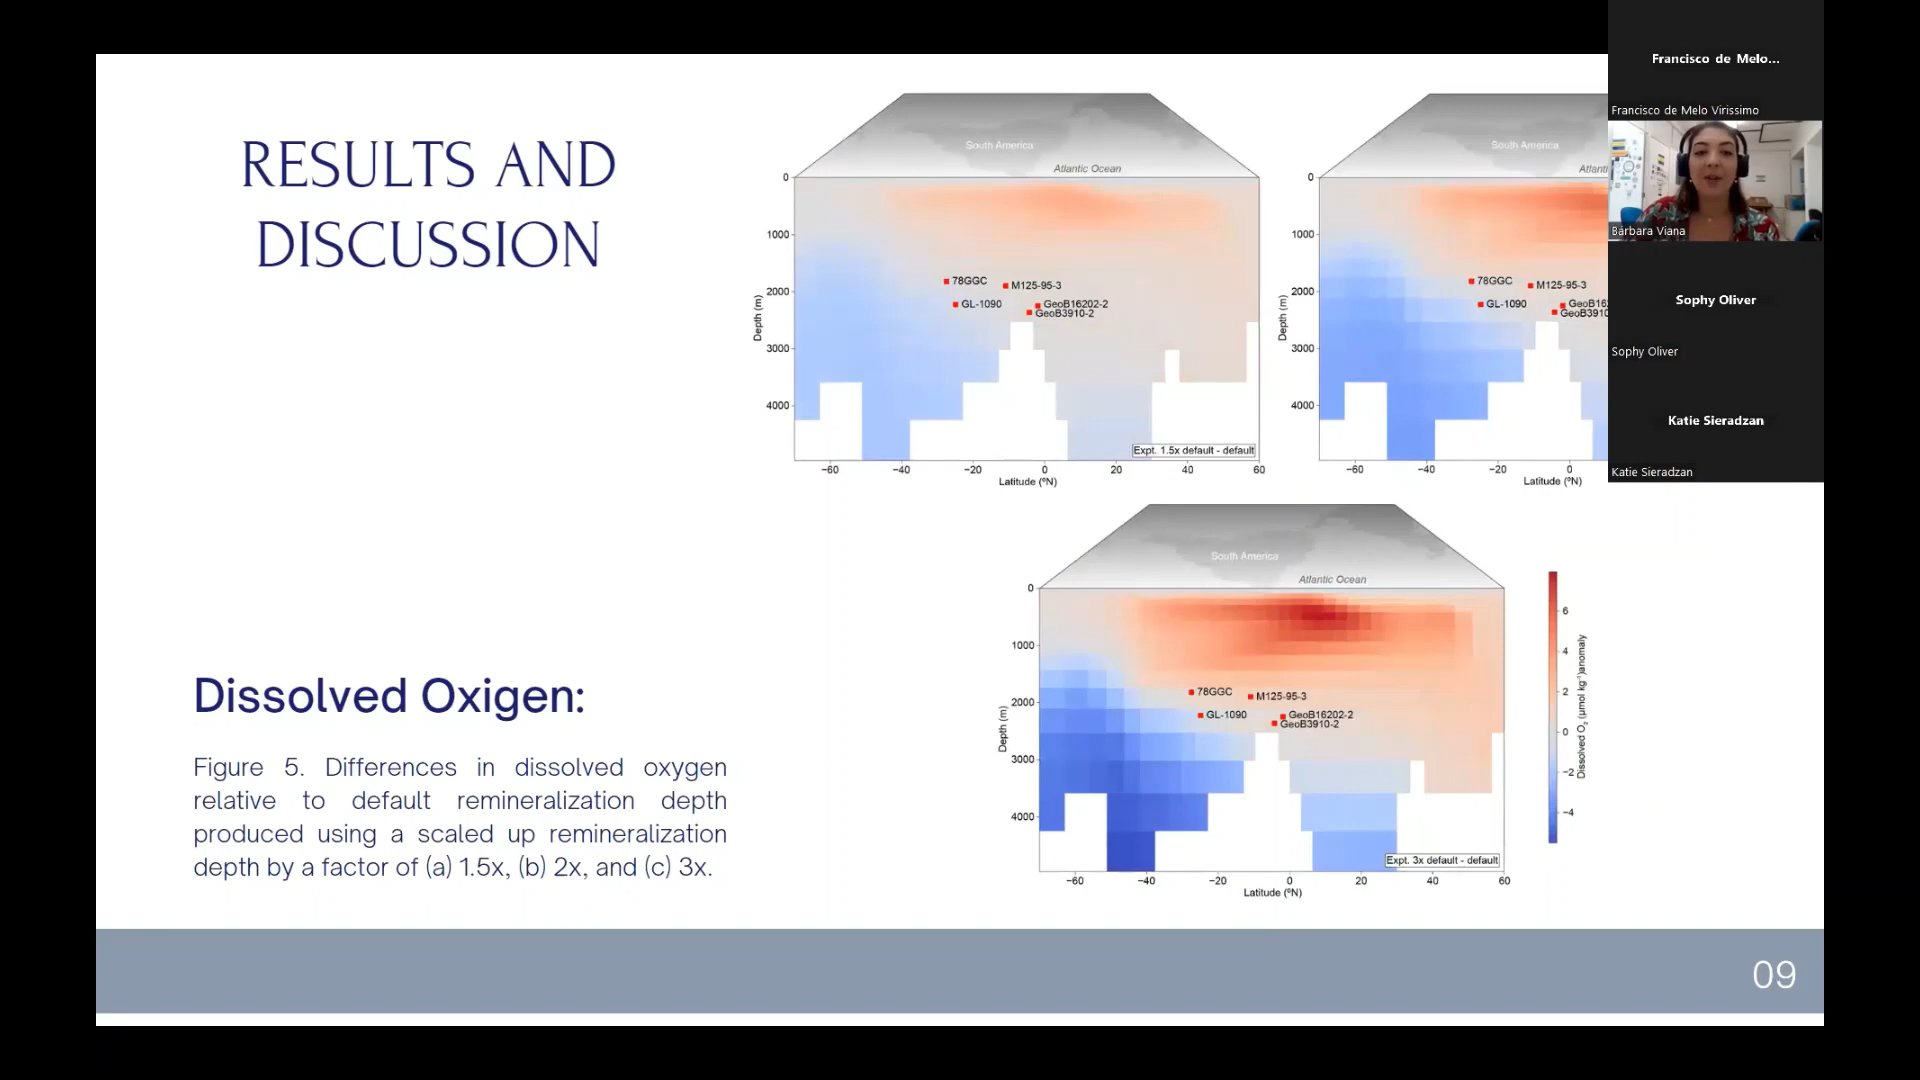 RESULTS AND
DISCUSSION
Dissolved Oxigen:
Figure 5. Differences in dissolved oxygen
relative to default remineralization depth
produced using a scaled up remineralization
depth by a factor of (a) 1.5x, (b) 2x, and (c) 3x.
South America
Atlantic Ocean
0
1000
2000
3000
4000
Depth (m)
78GGC
M125-95-3
GL-1090
GeoB16202-2
GeoB3910-2
Expt. 1.5x default - default
−60 −40 −20 0 20 40 60
Latitude (ºN)
South America
Atlanti
0
1000
2000
3000
4000
Depth (m)
78GGC
M125-95-3
GL-1090
GeoB16
GeoB3910
−60 −40 −20 0
Latitude (ºN)
South America
Atlantic Ocean
0
1000
2000
3000
4000
Depth (m)
78GGC
M125-95-3
GL-1090
GeoB16202-2
GeoB3910-2
Expt. 3x default - default
−60 −40 −20 0 20 40 60
Latitude (ºN)
6
4
2
0
−2
−4
Dissolved O₂ (μmol kg⁻¹)anomaly
Francisco de Melo...
Francisco de Melo Virissimo
Bárbara Viana
Sophy Oliver
Sophy Oliver
Katie Sieradzan
Katie Sieradzan
09